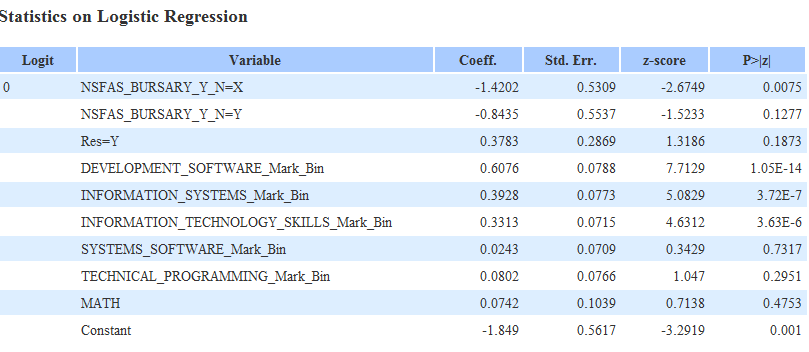 Statistics on Logistic Regression
Logit Variable Coeff. Std. Err. z-score P>|z|
0 NSFAS_BURSARY_Y_N=X -1.4202 0.5309 -2.6749 0.0075
NSFAS_BURSARY_Y_N=Y -0.8435 0.5537 -1.5233 0.1277
Res=Y 0.3783 0.2869 1.3186 0.1873
DEVELOPMENT_SOFTWARE_Mark_Bin 0.6076 0.0788 7.7129 1.05E-14
INFORMATION_SYSTEMS_Mark_Bin 0.3928 0.0773 5.0829 3.72E-7
INFORMATION_TECHNOLOGY_SKILLS_Mark_Bin 0.3313 0.0715 4.6312 3.63E-6
SYSTEMS_SOFTWARE_Mark_Bin 0.0243 0.0709 0.3429 0.7317
TECHNICAL_PROGRAMMING_Mark_Bin 0.0802 0.0766 1.047 0.2951
MATH 0.0742 0.1039 0.7138 0.4753
Constant -1.849 0.5617 -3.2919 0.001